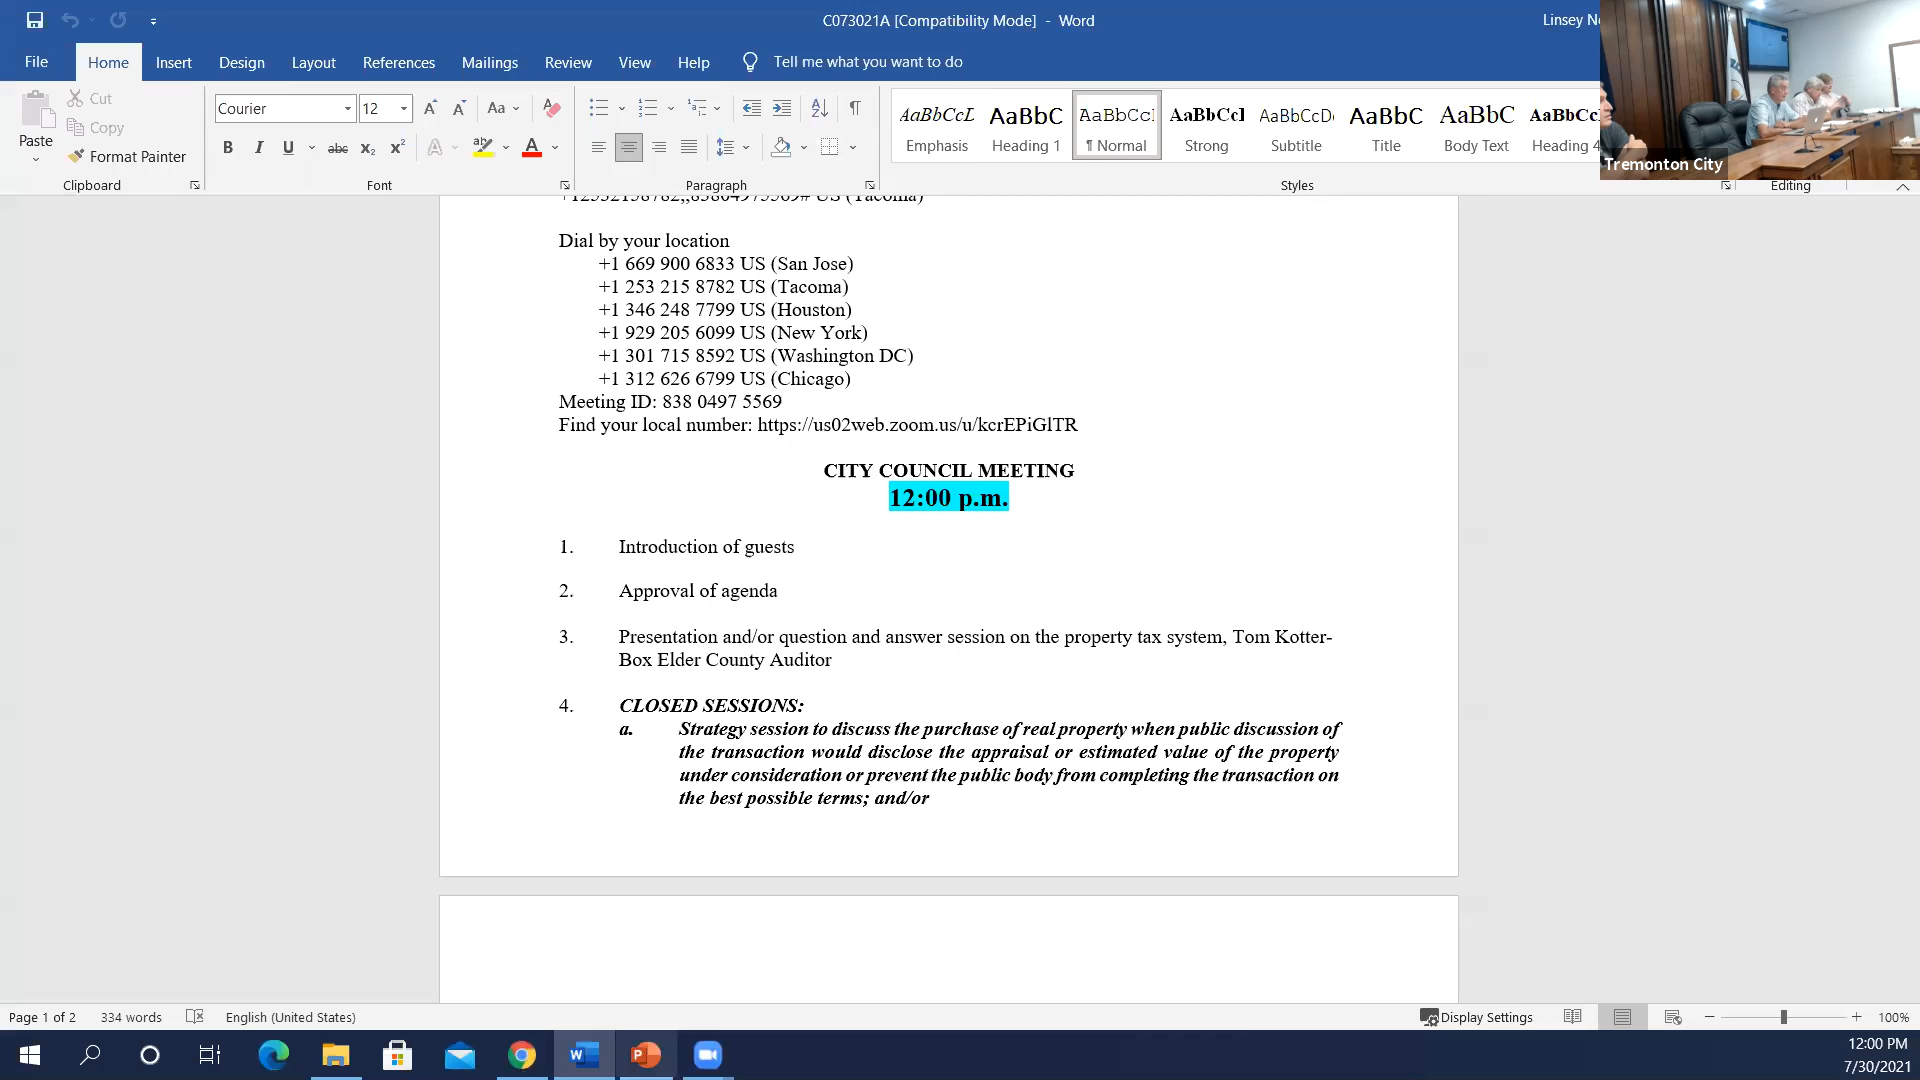 C073021A [Compatibility Mode] - Word
Linsey
File Home Insert Design Layout References Mailings Review View Help Tell me what you want to do
Cut
Copy
Paste
Format Painter
Clipboard
Courier 12
Font
Paragraph
AaBbCcL AaBbC AaBbCcI AaBbCcI AaBbCcD AaBbC AaBbC AaBbCc
Emphasis Heading 1 ¶ Normal Strong Subtitle Title Body Text Heading 4
Styles
Editing
Tremonton City
+12532158782,,83804975569# US (Tacoma)
Dial by your location
+1 669 900 6833 US (San Jose)
+1 253 215 8782 US (Tacoma)
+1 346 248 7799 US (Houston)
+1 929 205 6099 US (New York)
+1 301 715 8592 US (Washington DC)
+1 312 626 6799 US (Chicago)
Meeting ID: 838 0497 5569
Find your local number: https://us02web.zoom.us/u/kcrEPiGlTR
CITY COUNCIL MEETING
12:00 p.m.
1. Introduction of guests
2. Approval of agenda
3. Presentation and/or question and answer session on the property tax system, Tom Kotter-
Box Elder County Auditor
4. CLOSED SESSIONS:
a. Strategy session to discuss the purchase of real property when public discussion of
the transaction would disclose the appraisal or estimated value of the property
under consideration or prevent the public body from completing the transaction on
the best possible terms; and/or
Page 1 of 2 334 words English (United States)
Display Settings
100%
12:00 PM
7/30/2021